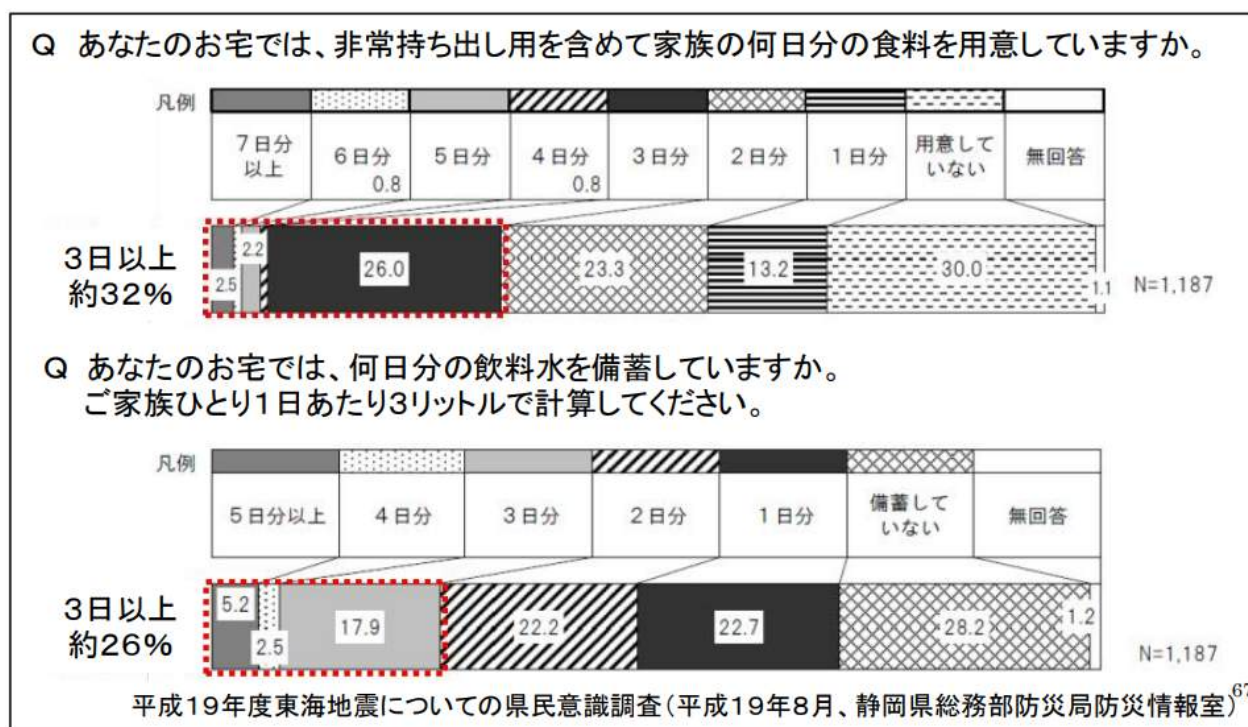 Q あなたのお宅では、非常持ち出し用を含めて家族の何日分の食料を用意していますか。
凡例
7日分
以上
6日分
0.8
5日分
4日分
0.8
3日分
2日分
1日分
用意して
いない
無回答
3日以上
約32%
2.5
2.2
26.0
23.3
13.2
30.0
1.1
N=1,187
Q あなたのお宅では、何日分の飲料水を備蓄していますか。
ご家族ひとり1日あたり3リットルで計算してください。
凡例
5日分以上
4日分
3日分
2日分
1日分
備蓄して
いない
無回答
3日以上
約26%
5.2
2.5
17.9
22.2
22.7
28.2
1.2
N=1,187
平成19年度東海地震についての県民意識調査(平成19年8月、静岡県総務部防災局防災情報室)